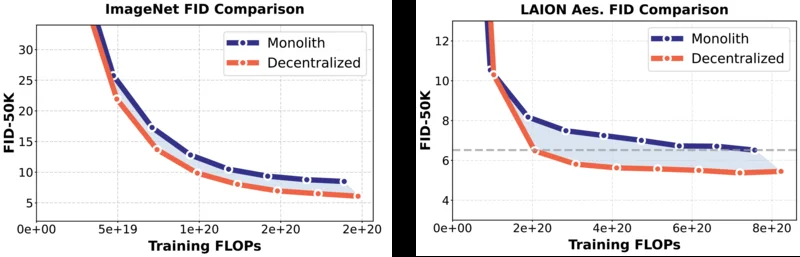 ImageNet FID Comparison
FID-50K
30
25
20
15
10
5
Monolith
Decentralized
0e+00
5e+19
1e+20
2e+20
2e+20
Training FLOPs
LAION Aes. FID Comparison
FID-50K
12
10
8
6
4
Monolith
Decentralized
0e+00
2e+20
4e+20
6e+20
8e+20
Training FLOPs